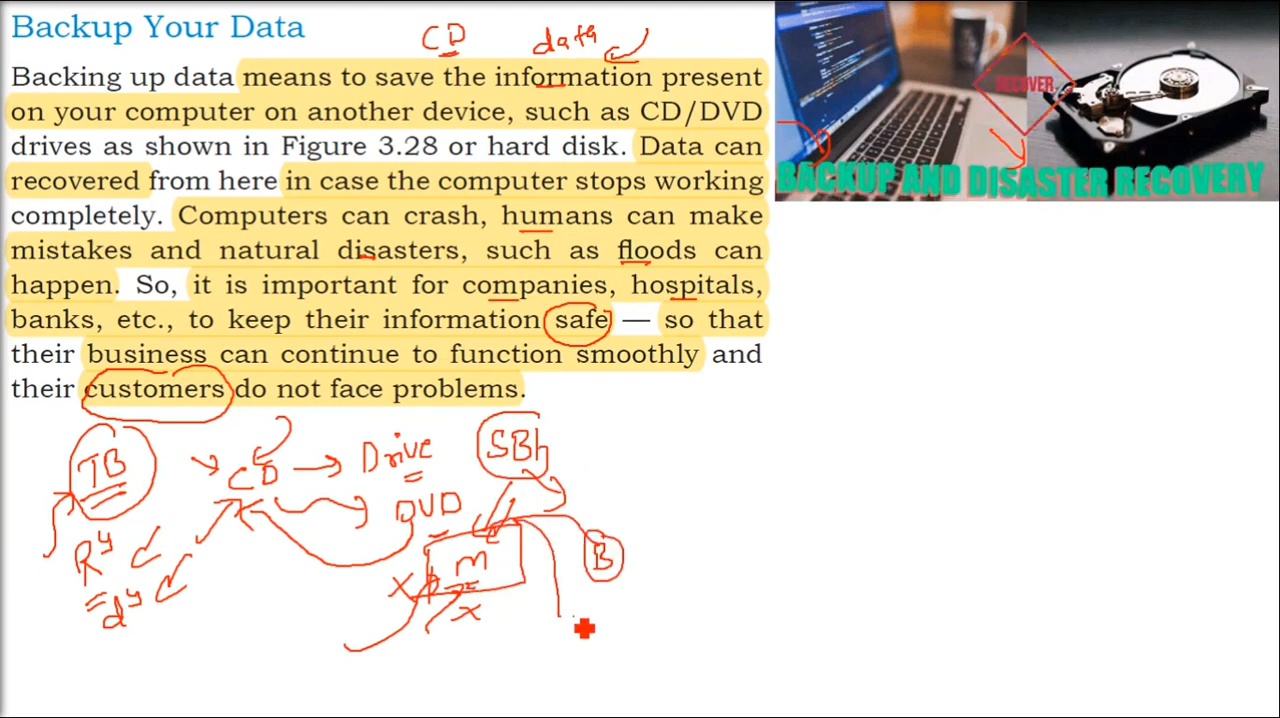 Backup Your Data
CD data
Backing up data means to save the information present
on your computer on another device, such as CD/DVD
drives as shown in Figure 3.28 or hard disk. Data can
recovered from here in case the computer stops working
completely. Computers can crash, humans can make
mistakes and natural disasters, such as floods can
happen. So, it is important for companies, hospitals,
banks, etc., to keep their information safe — so that
their business can continue to function smoothly and
their customers do not face problems.
RECOVER
BACKUP AND DISASTER RECOVERY
TB CD Drive SBh
DVD
m B